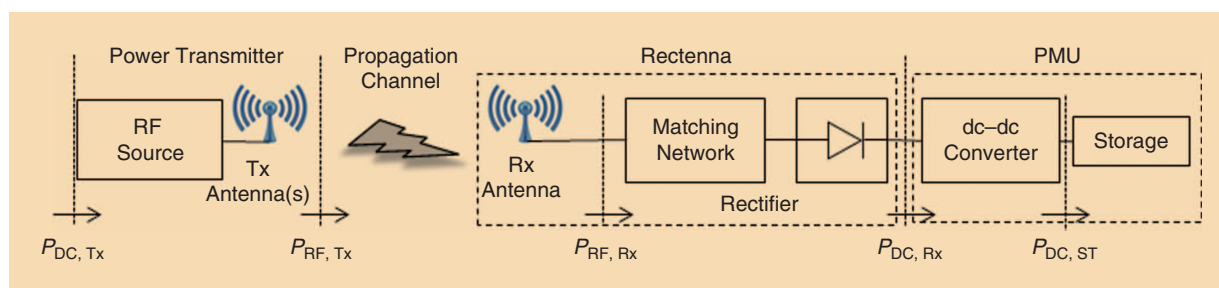 Power Transmitter
Propagation
Channel
Rectenna
PMU
RF
Source
Tx
Antenna(s)
Rx
Antenna
Matching
Network
Rectifier
dc–dc
Converter
Storage
P_DC, Tx
P_RF, Tx
P_RF, Rx
P_DC, Rx
P_DC, ST